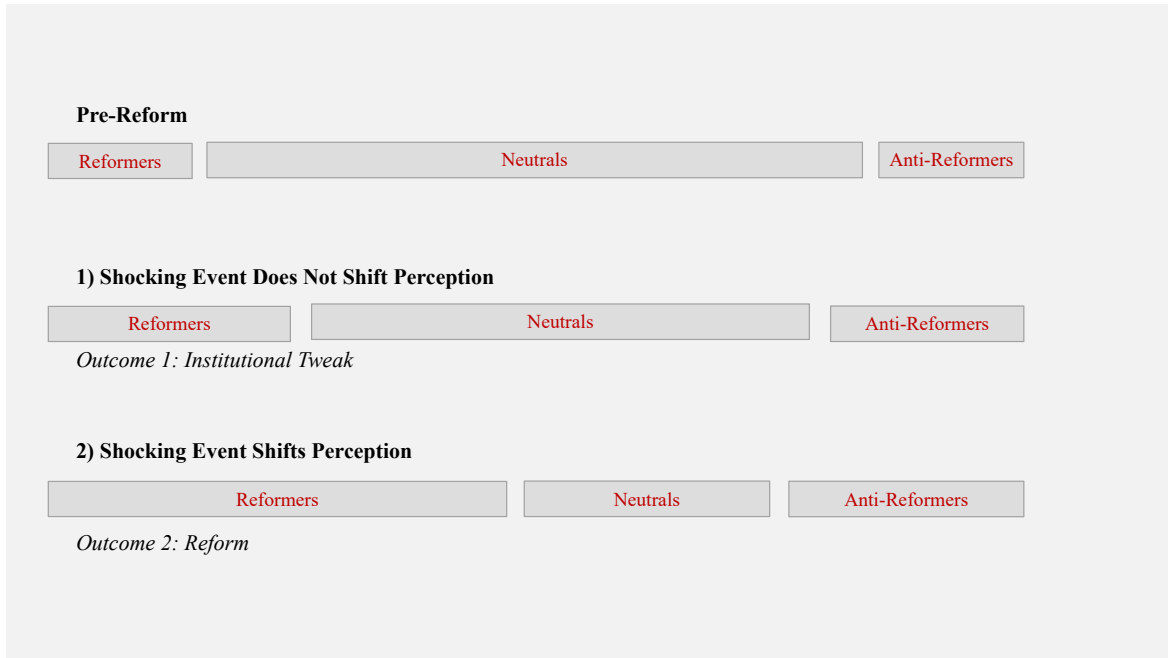 Pre-Reform
Reformers Neutrals Anti-Reformers
1) Shocking Event Does Not Shift Perception
Reformers Neutrals Anti-Reformers
Outcome 1: Institutional Tweak
2) Shocking Event Shifts Perception
Reformers Neutrals Anti-Reformers
Outcome 2: Reform